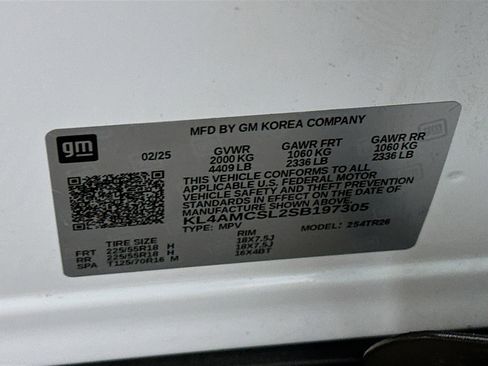 gm
MFD BY GM KOREA COMPANY
02/25 GVWR GAWR FRT GAWR RR
2000 KG 1060 KG 1060 KG
4409 LB 2336 LB 2336 LB
THIS VEHICLE CONFORMS TO ALL
APPLICABLE U.S. FEDERAL MOTOR
VEHICLE SAFETY AND THEFT PREVENTION
STANDARDS IN EFFECT ON THE DATE OF
MANUFACTURE SHOWN ABOVE.
KL4AMCSL2SB197305
TYPE: MPV MODEL: 2S4TR26
TIRE SIZE RIM
FRT 225/55R18 H 18X7.5J
RR 225/55R18 H 18X7.5J
SPA T125/70R16 M 16X4BT